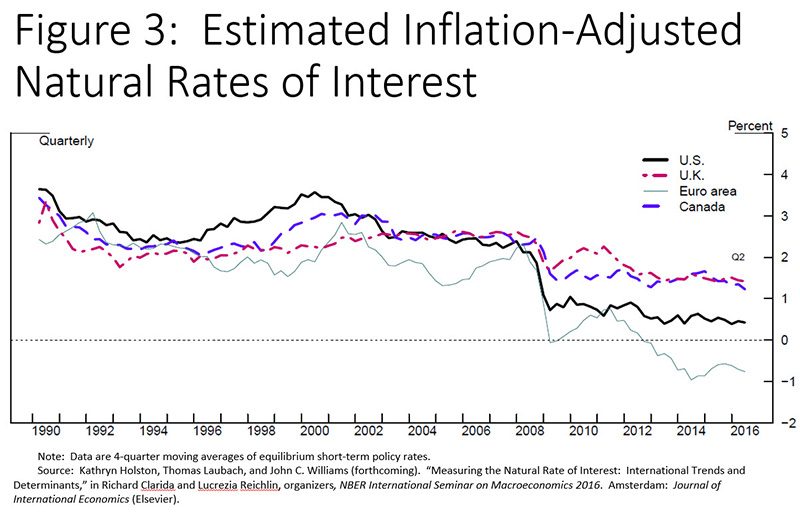 Figure 3:  Estimated Inflation-Adjusted
Natural Rates of Interest
Percent
Quarterly
U.S.
U.K.
Euro area
Canada
Q2
5
4
3
2
1
0
−1
−2
1990 1992 1994 1996 1998 2000 2002 2004 2006 2008 2010 2012 2014 2016
Note:  Data are 4-quarter moving averages of equilibrium short-term policy rates.
Source:  Kathryn Holston, Thomas Laubach, and John C. Williams (forthcoming).  “Measuring the Natural Rate of Interest:  International Trends and
Determinants,” in Richard Clarida and Lucrezia Reichlin, organizers, NBER International Seminar on Macroeconomics 2016.  Amsterdam:  Journal of
International Economics (Elsevier).